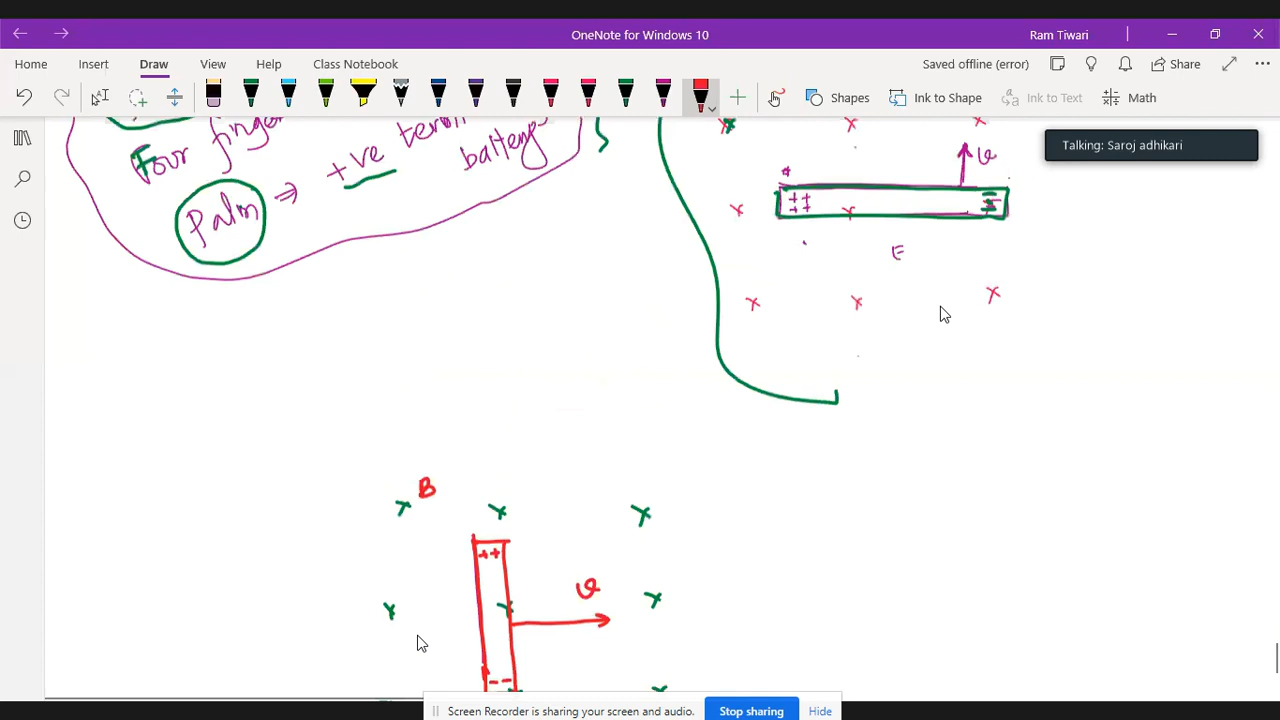 OneNote for Windows 10
Ram Tiwari
Home Insert Draw View Help Class Notebook
Saved offline (error)
Share
Shapes
Ink to Shape
Ink to Text
Math
Talking: Saroj adhikari
Four finger
Palm ⇒ +ve
battery
++
++
v
E
x x x
x x
x x x
B
x x x
++
v
x x x
--
x x
Screen Recorder is sharing your screen and audio.
Stop sharing
Hide